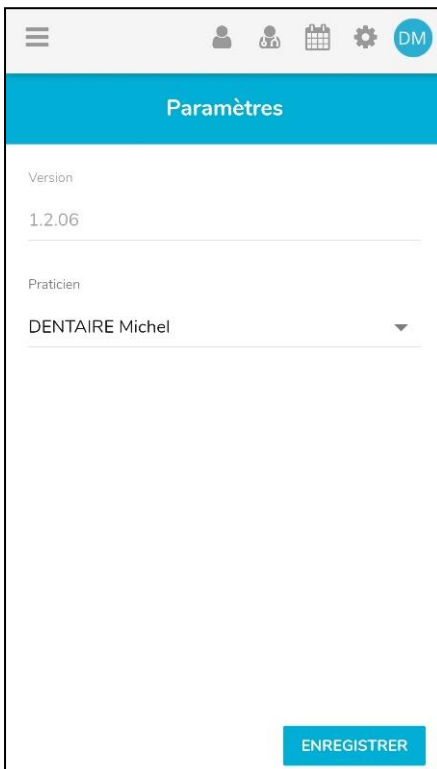 DM
Paramètres
Version
1.2.06
Praticien
DENTAIRE Michel
ENREGISTRER